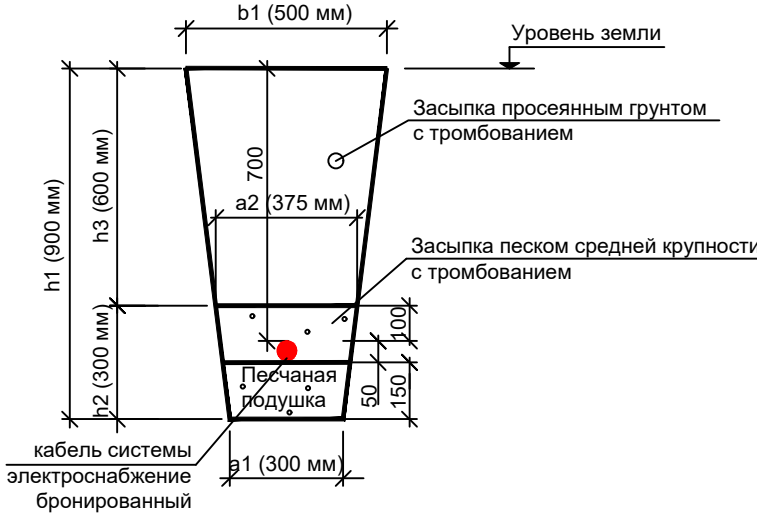 b1 (500 мм)
Уровень земли
Засыпка просеянным грунтом
с тромбованием
700
h1 (900 мм)
h3 (600 мм)
a2 (375 мм)
Засыпка песком средней крупности
с тромбованием
100
h2 (300 мм)
Песчаная
подушка
50
150
кабель системы
электроснабжение
бронированный
a1 (300 мм)